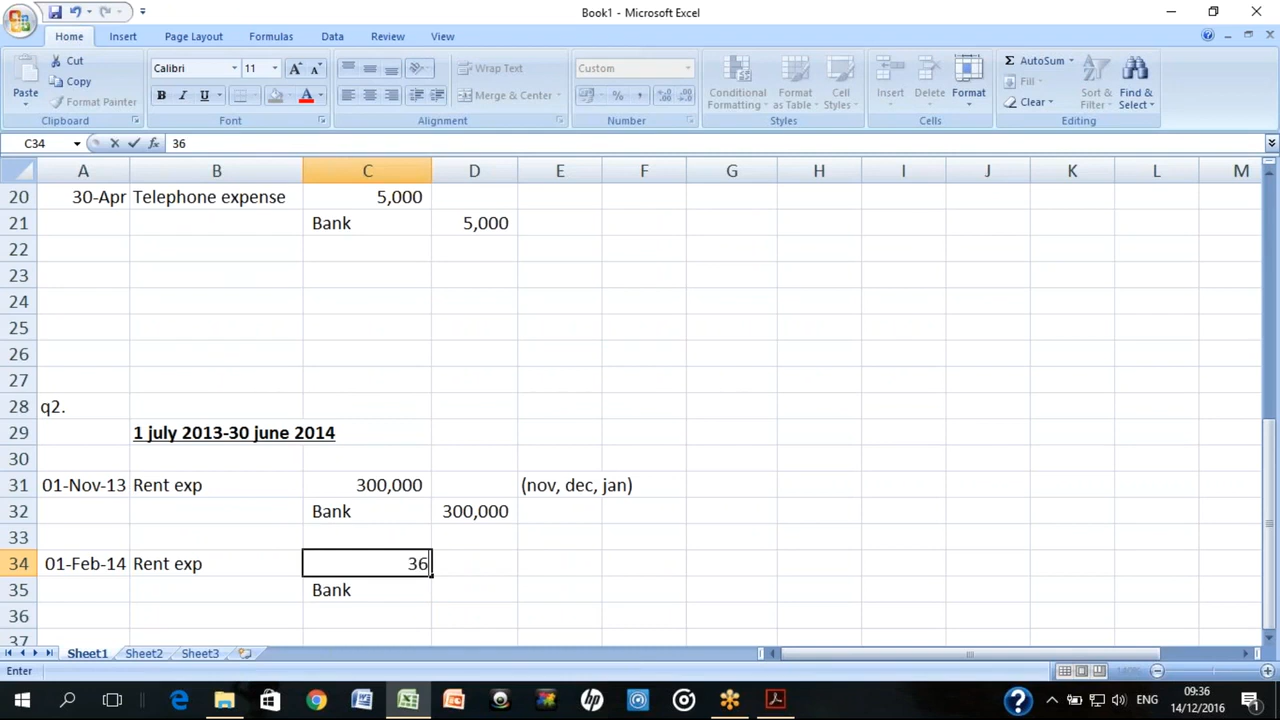 Book1 - Microsoft Excel
Home Insert Page Layout Formulas Data Review View
Paste Cut Copy Format Painter
Clipboard
Calibri 11 A A
B I U A
Font
Wrap Text
Merge & Center
Alignment
Custom
% ,
Number
Conditional Formatting Format as Table Cell Styles
Styles
Insert Delete Format
Cells
Σ AutoSum Fill Clear
Sort & Filter Find & Select
Editing
C34 fx 36
A B C D E F G H I J K L M
20 30-Apr Telephone expense 5,000
21 Bank 5,000
22
23
24
25
26
27
28 q2.
29 1 july 2013-30 june 2014
30
31 01-Nov-13 Rent exp 300,000 (nov, dec, jan)
32 Bank 300,000
33
34 01-Feb-14 Rent exp 36
35 Bank
36
37
Sheet1 Sheet2 Sheet3
Enter
ENG 09:36
14/12/2016